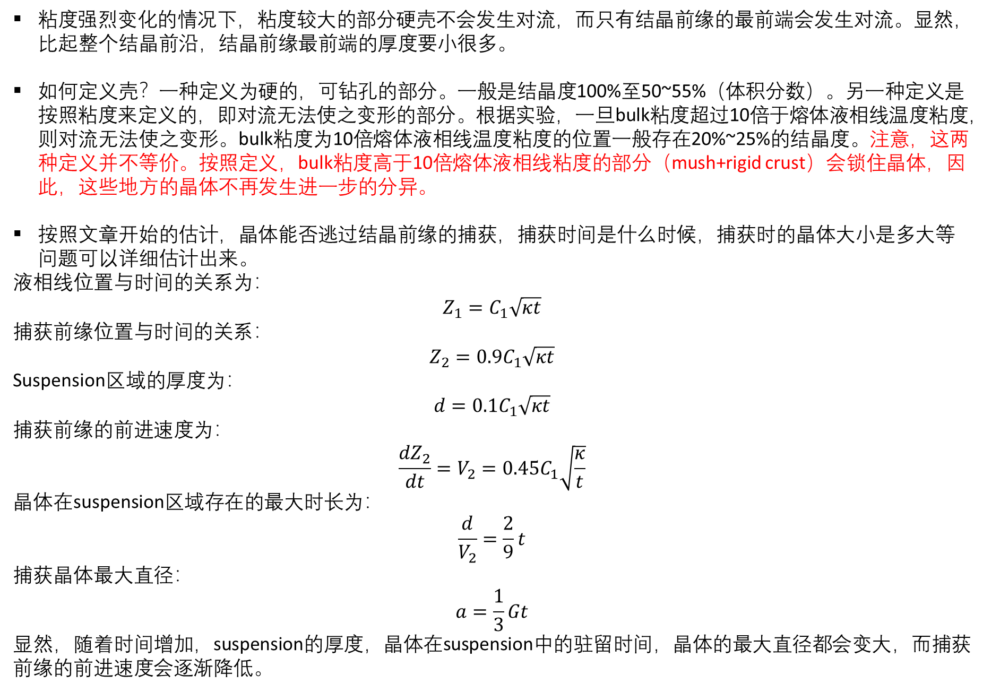 ▪ 粘度强烈变化的情况下，粘度较大的部分硬壳不会发生对流，而只有结晶前缘的最前端会发生对流。显然，
比起整个结晶前沿，结晶前缘最前端的厚度要小很多。
▪ 如何定义壳？一种定义为硬的，可钻孔的部分。一般是结晶度100%至50~55%（体积分数）。另一种定义是
按照粘度来定义的，即对流无法使之变形的部分。根据实验，一旦bulk粘度超过10倍于熔体液相线温度粘度，
则对流无法使之变形。bulk粘度为10倍熔体液相线温度粘度的位置一般存在20%~25%的结晶度。注意，这两
种定义并不等价。按照定义，bulk粘度高于10倍熔体液相线粘度的部分（mush+rigid crust）会锁住晶体，因
此，这些地方的晶体不再发生进一步的分异。
▪ 按照文章开始的估计，晶体能否逃过结晶前缘的捕获，捕获时间是什么时候，捕获时的晶体大小是多大等
问题可以详细估计出来。
液相线位置与时间的关系为：
Z₁ = C₁√κt
捕获前缘位置与时间的关系：
Z₂ = 0.9C₁√κt
Suspension区域的厚度为：
d = 0.1C₁√κt
捕获前缘的前进速度为：
dZ₂/dt = V₂ = 0.45C₁√(κ/t)
晶体在suspension区域存在的最大时长为：
d/V₂ = 2/9 t
捕获晶体最大直径：
a = 1/3 Gt
显然，随着时间增加，suspension的厚度，晶体在suspension中的驻留时间，晶体的最大直径都会变大，而捕获
前缘的前进速度会逐渐降低。